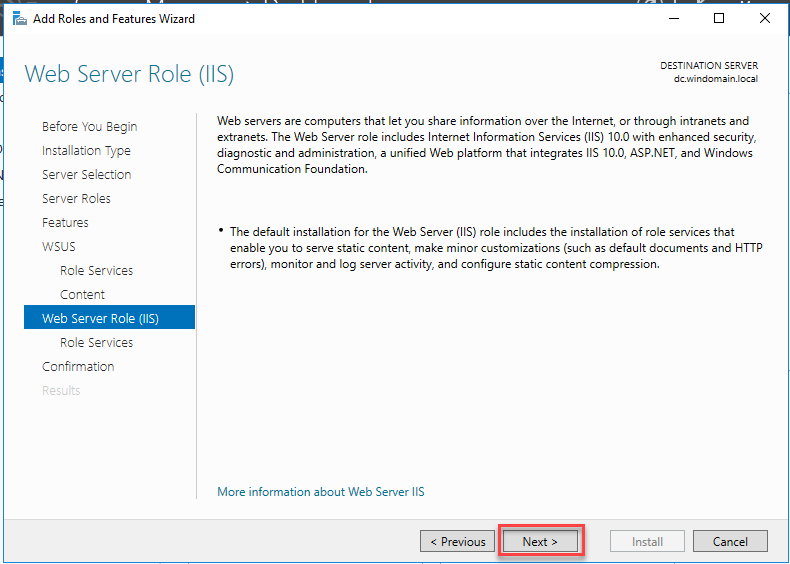 Add Roles and Features Wizard
Web Server Role (IIS)
DESTINATION SERVER
dc.windomain.local
Before You Begin
Installation Type
Server Selection
Server Roles
Features
WSUS
Role Services
Content
Web Server Role (IIS)
Role Services
Confirmation
Results
Web servers are computers that let you share information over the Internet, or through intranets and
extranets. The Web Server role includes Internet Information Services (IIS) 10.0 with enhanced security,
diagnostic and administration, a unified Web platform that integrates IIS 10.0, ASP.NET, and Windows
Communication Foundation.
• The default installation for the Web Server (IIS) role includes the installation of role services that
enable you to serve static content, make minor customizations (such as default documents and HTTP
errors), monitor and log server activity, and configure static content compression.
More information about Web Server IIS
< Previous
Next >
Install
Cancel